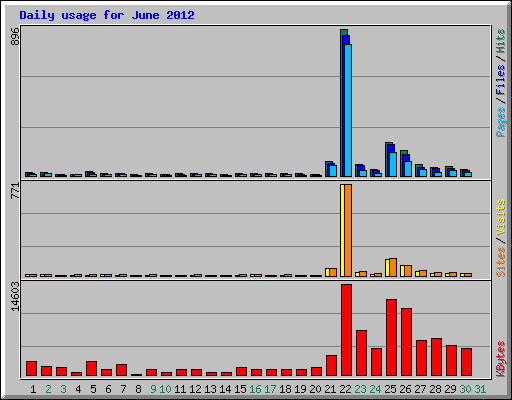 Daily usage for June 2012
896
Pages / Files / Hits
771
Sites / Visits
14603
KBytes
1 2 3 4 5 6 7 8 9 10 11 12 13 14 15 16 17 18 19 20 21 22 23 24 25 26 27 28 29 30 31